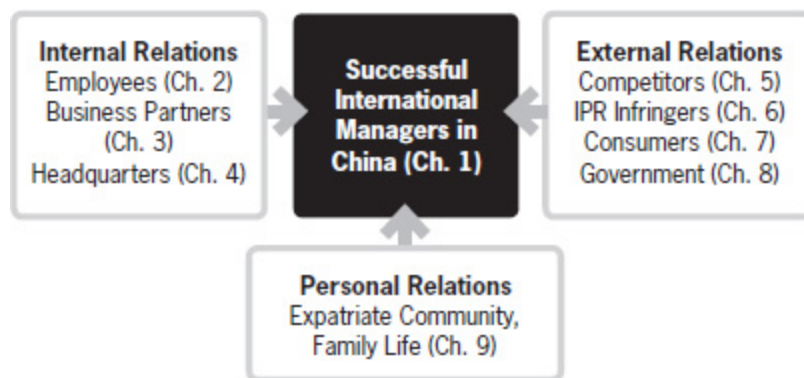 Internal Relations
Employees (Ch. 2)
Business Partners
(Ch. 3)
Headquarters (Ch. 4)
Successful
International
Managers in
China (Ch. 1)
External Relations
Competitors (Ch. 5)
IPR Infringers (Ch. 6)
Consumers (Ch. 7)
Government (Ch. 8)
Personal Relations
Expatriate Community,
Family Life (Ch. 9)